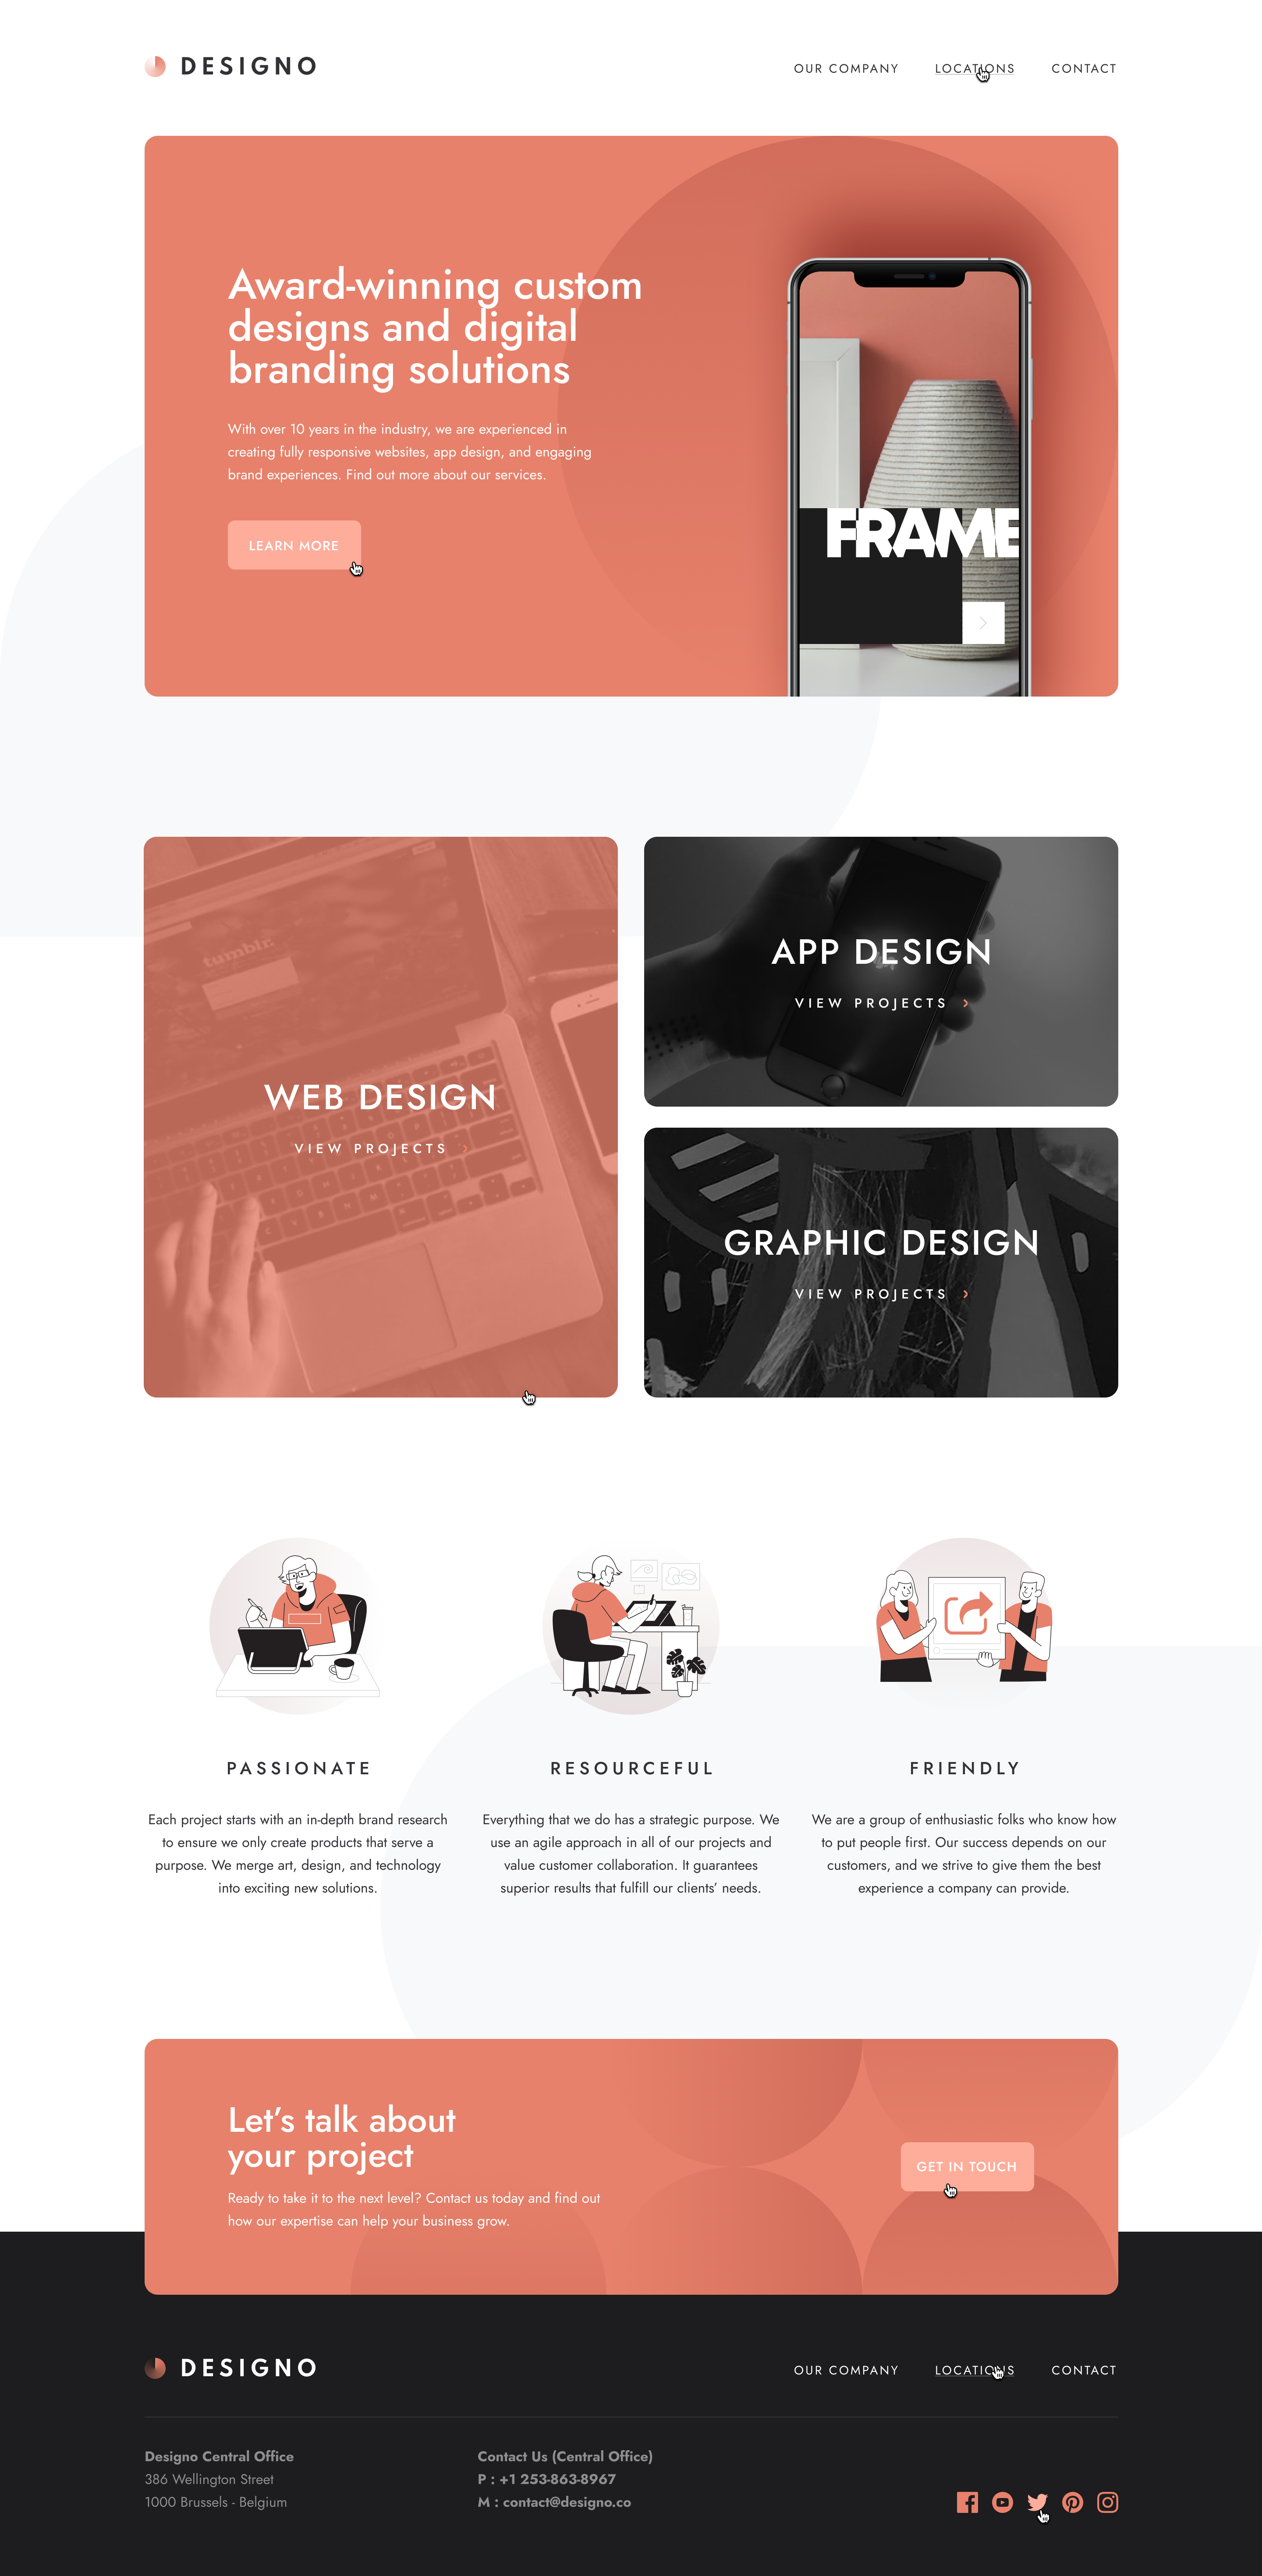 DESIGNO
OUR COMPANY
LOCATIONS
CONTACT
Award-winning custom
designs and digital
branding solutions
With over 10 years in the industry, we are experienced in
creating fully responsive websites, app design, and engaging
brand experiences. Find out more about our services.
LEARN MORE
FRAME
tumblr.
WEB DESIGN
VIEW PROJECTS
APP DESIGN
VIEW PROJECTS
GRAPHIC DESIGN
VIEW PROJECTS
PASSIONATE
Each project starts with an in-depth brand research
to ensure we only create products that serve a
purpose. We merge art, design, and technology
into exciting new solutions.
RESOURCEFUL
Everything that we do has a strategic purpose. We
use an agile approach in all of our projects and
value customer collaboration. It guarantees
superior results that fulfill our clients’ needs.
FRIENDLY
We are a group of enthusiastic folks who know how
to put people first. Our success depends on our
customers, and we strive to give them the best
experience a company can provide.
Let’s talk about
your project
Ready to take it to the next level? Contact us today and find out
how our expertise can help your business grow.
GET IN TOUCH
DESIGNO
OUR COMPANY
LOCATIONS
CONTACT
Designo Central Office
386 Wellington Street
1000 Brussels - Belgium
Contact Us (Central Office)
P : +1 253-863-8967
M : contact@designo.co